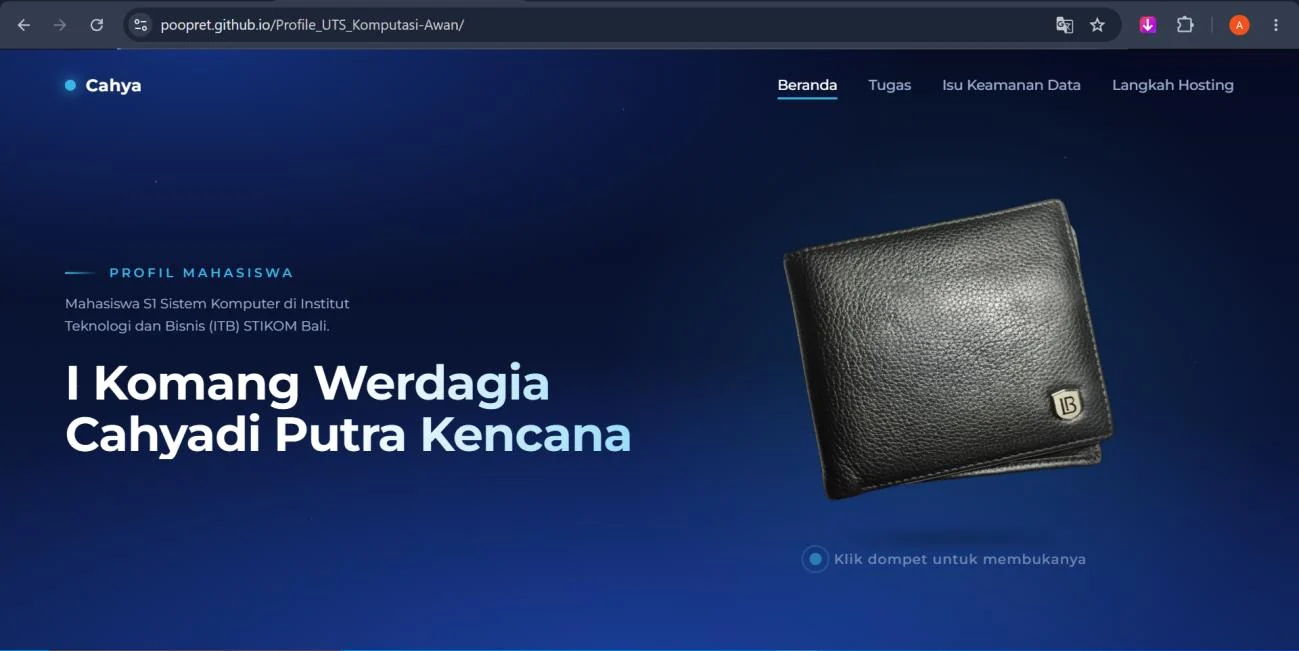 poopret.github.io/Profile_UTS_Komputasi-Awan/
A
Cahya
Beranda
Tugas
Isu Keamanan Data
Langkah Hosting
PROFIL MAHASISWA
Mahasiswa S1 Sistem Komputer di Institut
Teknologi dan Bisnis (ITB) STIKOM Bali.
I Komang Werdagia
Cahyadi Putra Kencana
LB
Klik dompet untuk membukanya